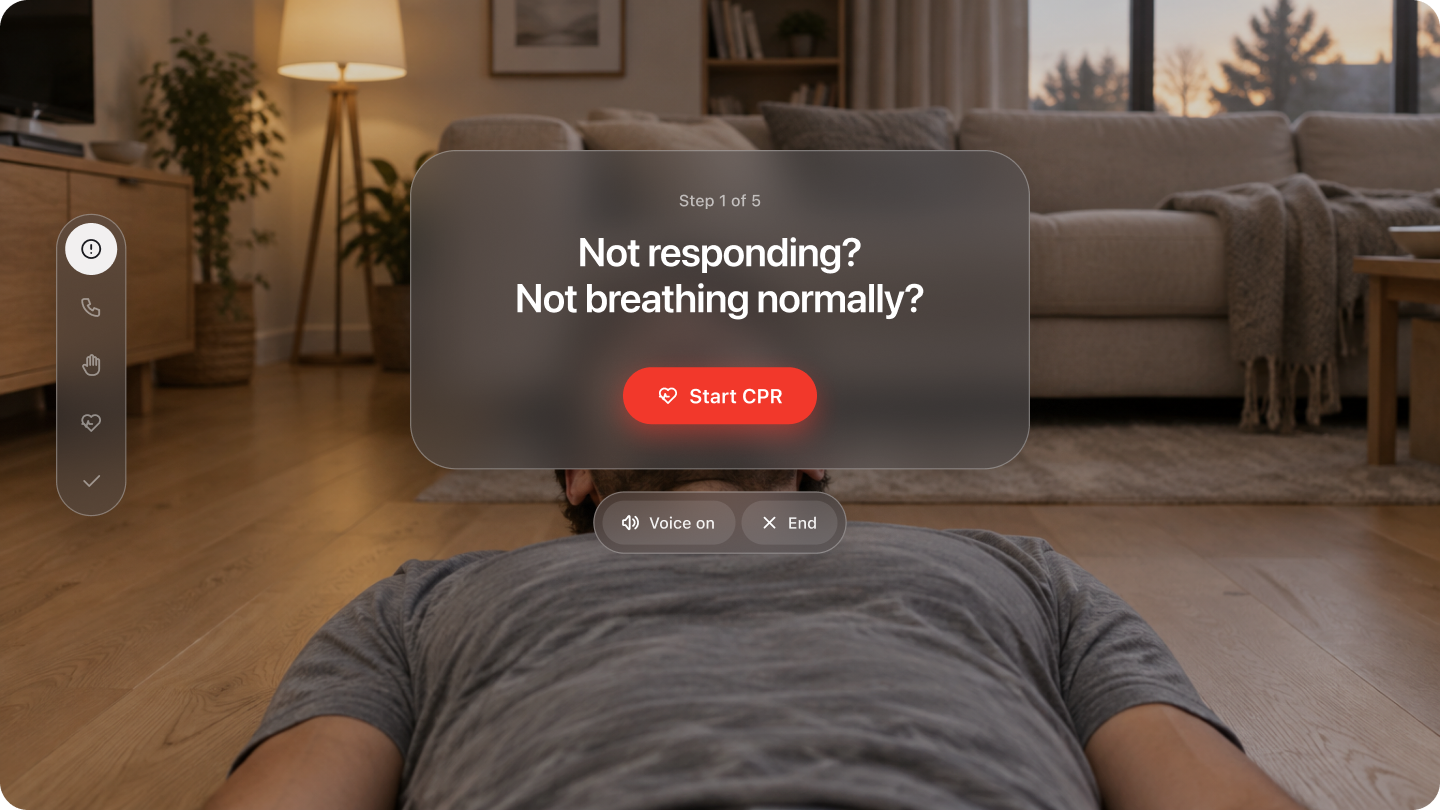 Step 1 of 5
Not responding?
Not breathing normally?
Start CPR
Voice on
End